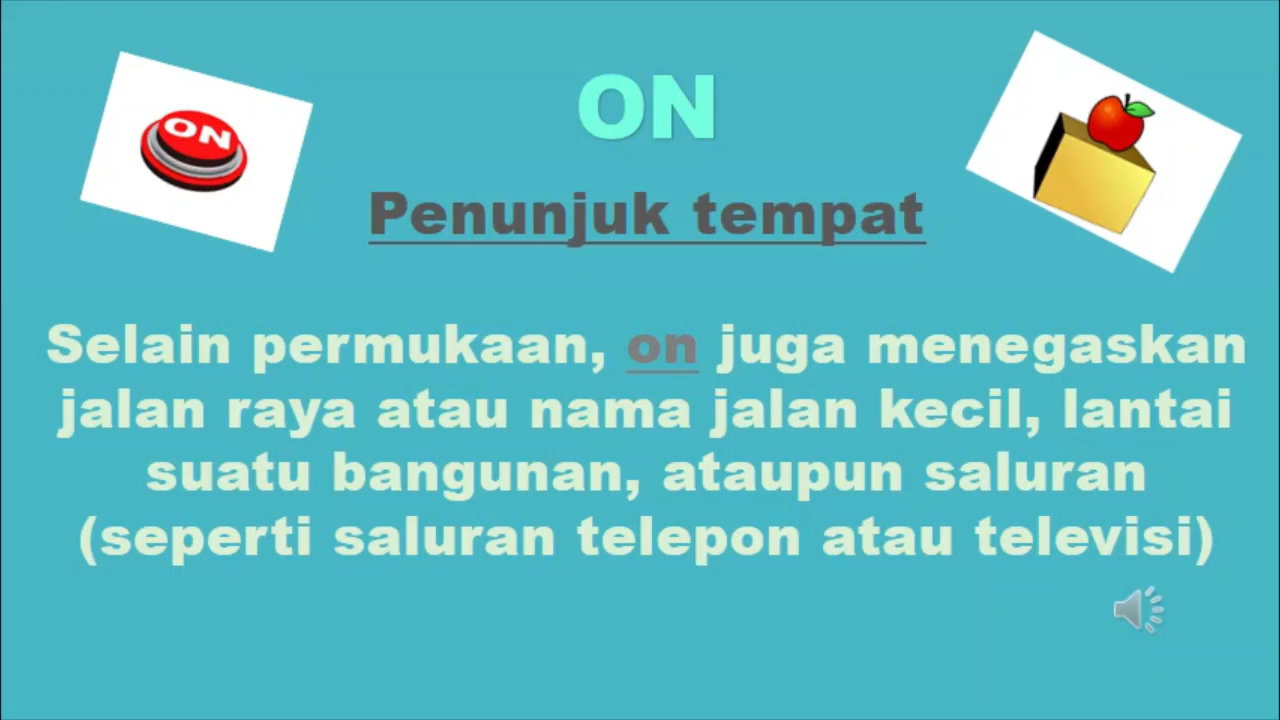 ON
ON
Penunjuk tempat
Selain permukaan, on juga menegaskan
jalan raya atau nama jalan kecil, lantai
suatu bangunan, ataupun saluran
(seperti saluran telepon atau televisi)